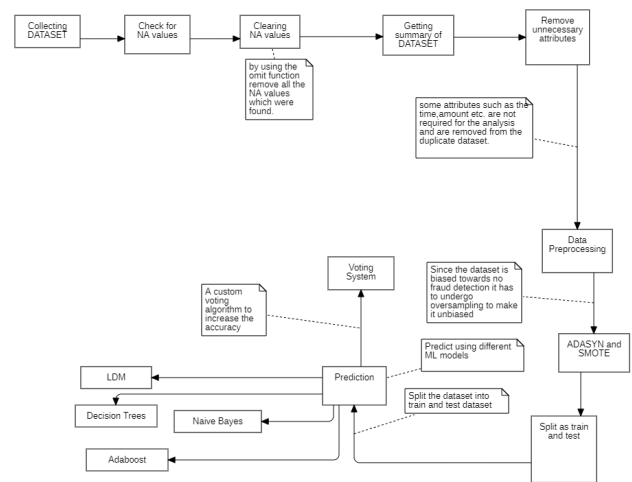 Collecting
DATASET
Check for
NA values
Clearing
NA values
Getting
summary of
DATASET
Remove
unnecessary
attributes
by using the
omit function
remove all the
NA values
which were
found.
some attributes such as the
time,amount etc. are not
required for the analysis
and are removed from the
duplicate dataset.
Data
Preprocessing
Voting
System
Since the dataset is
biased towards no
fraud detection it has
to undergo
oversampling to make
it unbiased
A custom
voting
algorithm to
increase the
accuracy
ADASYN and
SMOTE
Predict using different
ML models
LDM
Prediction
Split the dataset into
train and test dataset
Decision Trees
Naive Bayes
Split as train
and test
Adaboost